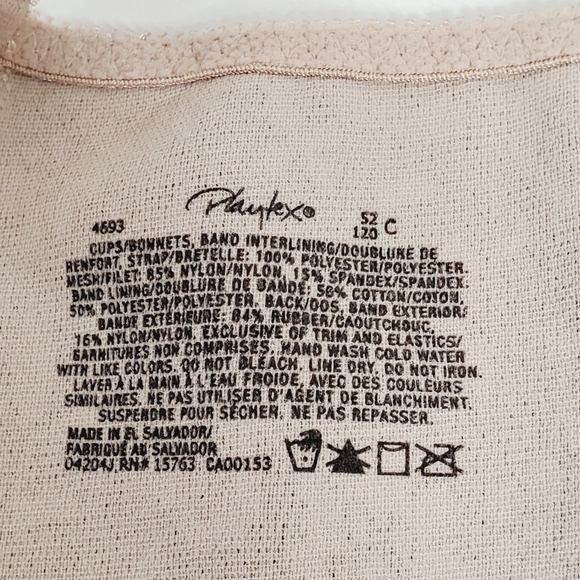 Playtex®
4693
52 C
120
CUPS/BONNETS, BAND INTERLINING/DOUBLURE DE
RENFORT, STRAP/BRETELLE: 100% POLYESTER/POLYESTER.
MESH/FILET: 85% NYLON/NYLON, 15% SPANDEX/SPANDEX.
BAND LINING/DOUBLURE DE BANDE: 50% COTTON/COTON,
50% POLYESTER/POLYESTER. BACK/DOS, BAND EXTERIOR/
BANDE EXTÉRIEURE: 84% RUBBER/CAOUTCHOUC,
16% NYLON/NYLON. EXCLUSIVE OF TRIM AND ELASTICS/
GARNITURES NON COMPRISES. HAND WASH COLD WATER
WITH LIKE COLORS. DO NOT BLEACH. LINE DRY. DO NOT IRON.
LAVER À LA MAIN À L'EAU FROIDE, AVEC DES COULEURS
SIMILAIRES. NE PAS UTILISER D'AGENT DE BLANCHIMENT.
SUSPENDRE POUR SÉCHER. NE PAS REPASSER.
MADE IN EL SALVADOR/
FABRIQUÉ AU SALVADOR
04204J RN# 15763 CA00153